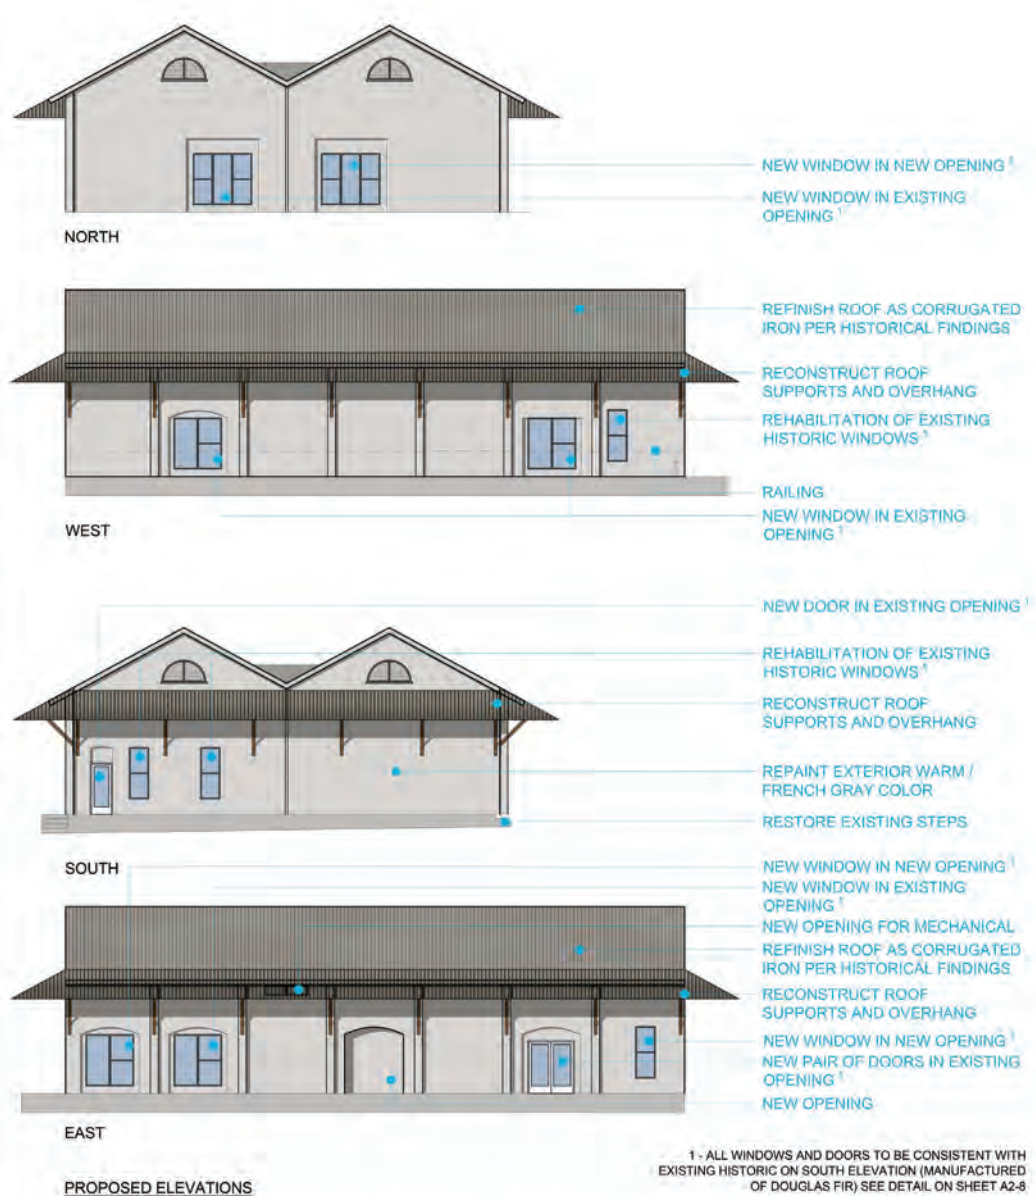 NEW WINDOW IN NEW OPENING 1
NEW WINDOW IN EXISTING
OPENING 1
NORTH
REFINISH ROOF AS CORRUGATED
IRON PER HISTORICAL FINDINGS
RECONSTRUCT ROOF
SUPPORTS AND OVERHANG
REHABILITATION OF EXISTING
HISTORIC WINDOWS 1
RAILING
NEW WINDOW IN EXISTING
OPENING 1
WEST
NEW DOOR IN EXISTING OPENING 1
REHABILITATION OF EXISTING
HISTORIC WINDOWS 1
RECONSTRUCT ROOF
SUPPORTS AND OVERHANG
REPAINT EXTERIOR WARM /
FRENCH GRAY COLOR
RESTORE EXISTING STEPS
SOUTH
NEW WINDOW IN NEW OPENING 1
NEW WINDOW IN EXISTING
OPENING 1
NEW OPENING FOR MECHANICAL
REFINISH ROOF AS CORRUGATED
IRON PER HISTORICAL FINDINGS
RECONSTRUCT ROOF
SUPPORTS AND OVERHANG
NEW WINDOW IN NEW OPENING 1
NEW PAIR OF DOORS IN EXISTING
OPENING 1
NEW OPENING
EAST
1 - ALL WINDOWS AND DOORS TO BE CONSISTENT WITH
EXISTING HISTORIC ON SOUTH ELEVATION (MANUFACTURED
OF DOUGLAS FIR) SEE DETAIL ON SHEET A2-8
PROPOSED ELEVATIONS